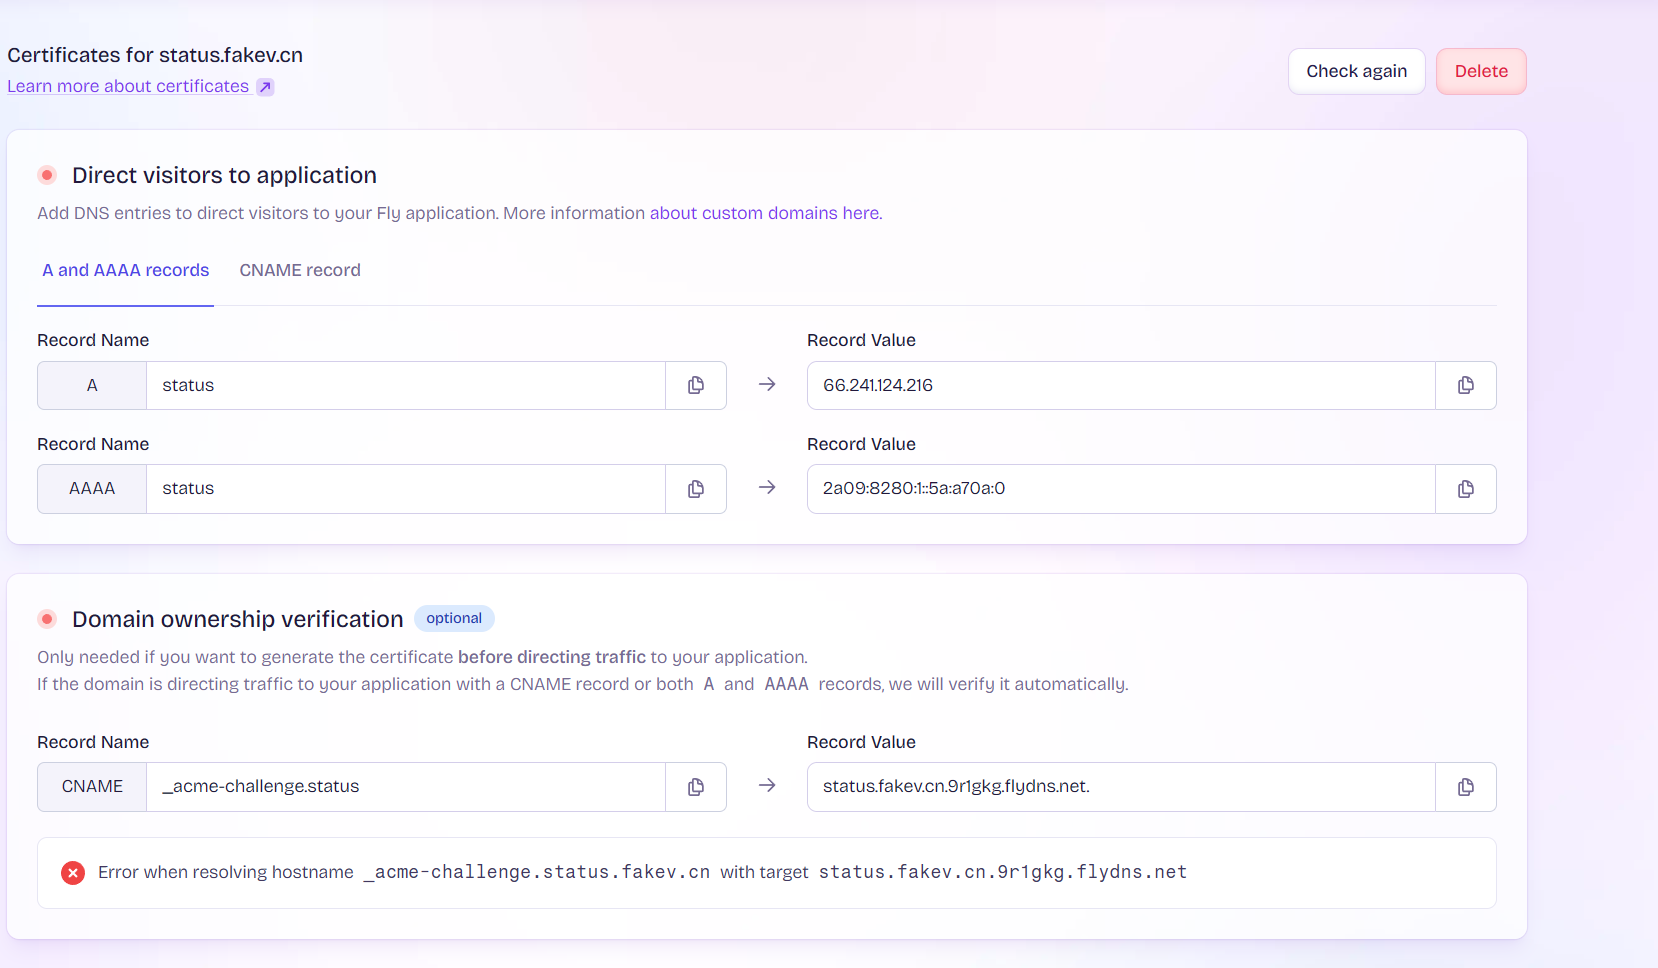 Certificates for status.fakev.cn
Learn more about certificates
Check again
Delete
Direct visitors to application
Add DNS entries to direct visitors to your Fly application. More information about custom domains here.
A and AAAA records
CNAME record
Record Name
Record Value
A
status
66.241.124.216
Record Name
Record Value
AAAA
status
2a09:8280:1::5a:a70a:0
Domain ownership verification
optional
Only needed if you want to generate the certificate before directing traffic to your application.
If the domain is directing traffic to your application with a CNAME record or both A and AAAA records, we will verify it automatically.
Record Name
Record Value
CNAME
_acme-challenge.status
status.fakev.cn.9r1gkg.flydns.net.
Error when resolving hostname _acme-challenge.status.fakev.cn with target status.fakev.cn.9r1gkg.flydns.net